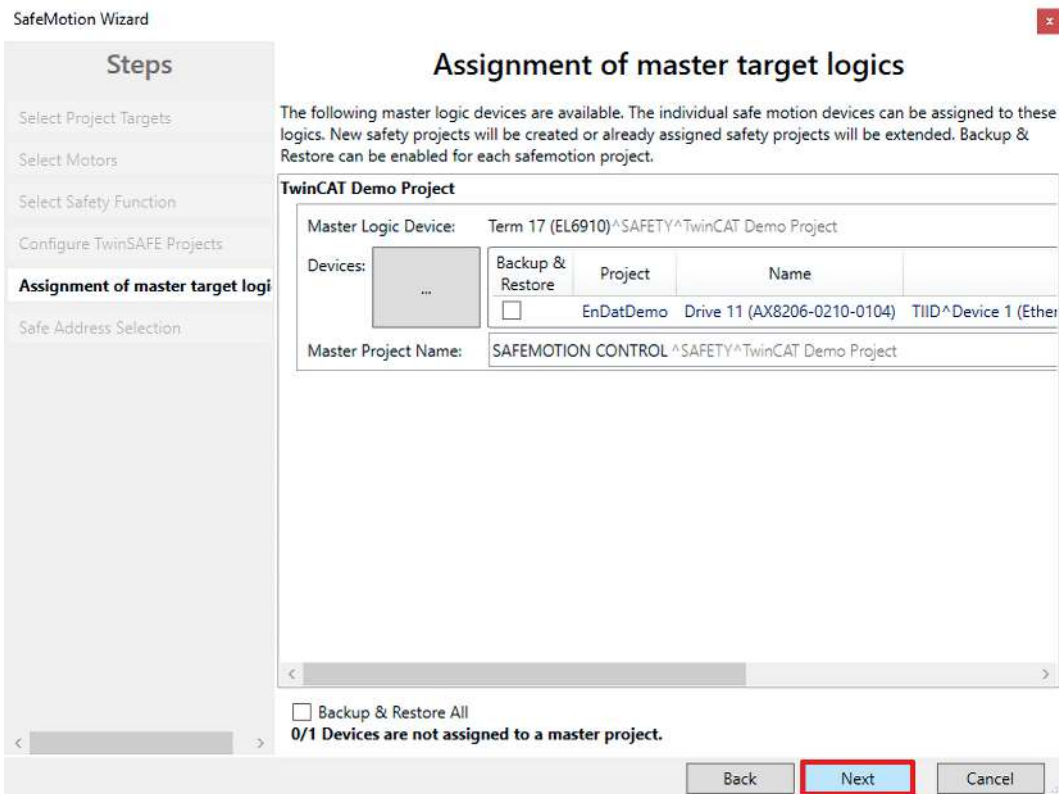 SafeMotion Wizard
Steps
Select Project Targets
Select Motors
Select Safety Function
Configure TwinSAFE Projects
Assignment of master target logi
Safe Address Selection
Assignment of master target logics
The following master logic devices are available. The individual safe motion devices can be assigned to these
logics. New safety projects will be created or already assigned safety projects will be extended. Backup &
Restore can be enabled for each safemotion project.
TwinCAT Demo Project
Master Logic Device: Term 17 (EL6910)^SAFETY^TwinCAT Demo Project
Devices: ...
Backup &
Restore Project Name
EnDatDemo Drive 11 (AX8206-0210-0104) TIID^Device 1 (Ether
Master Project Name: SAFEMOTION CONTROL ^SAFETY^TwinCAT Demo Project
Backup & Restore All
0/1 Devices are not assigned to a master project.
Back Next Cancel